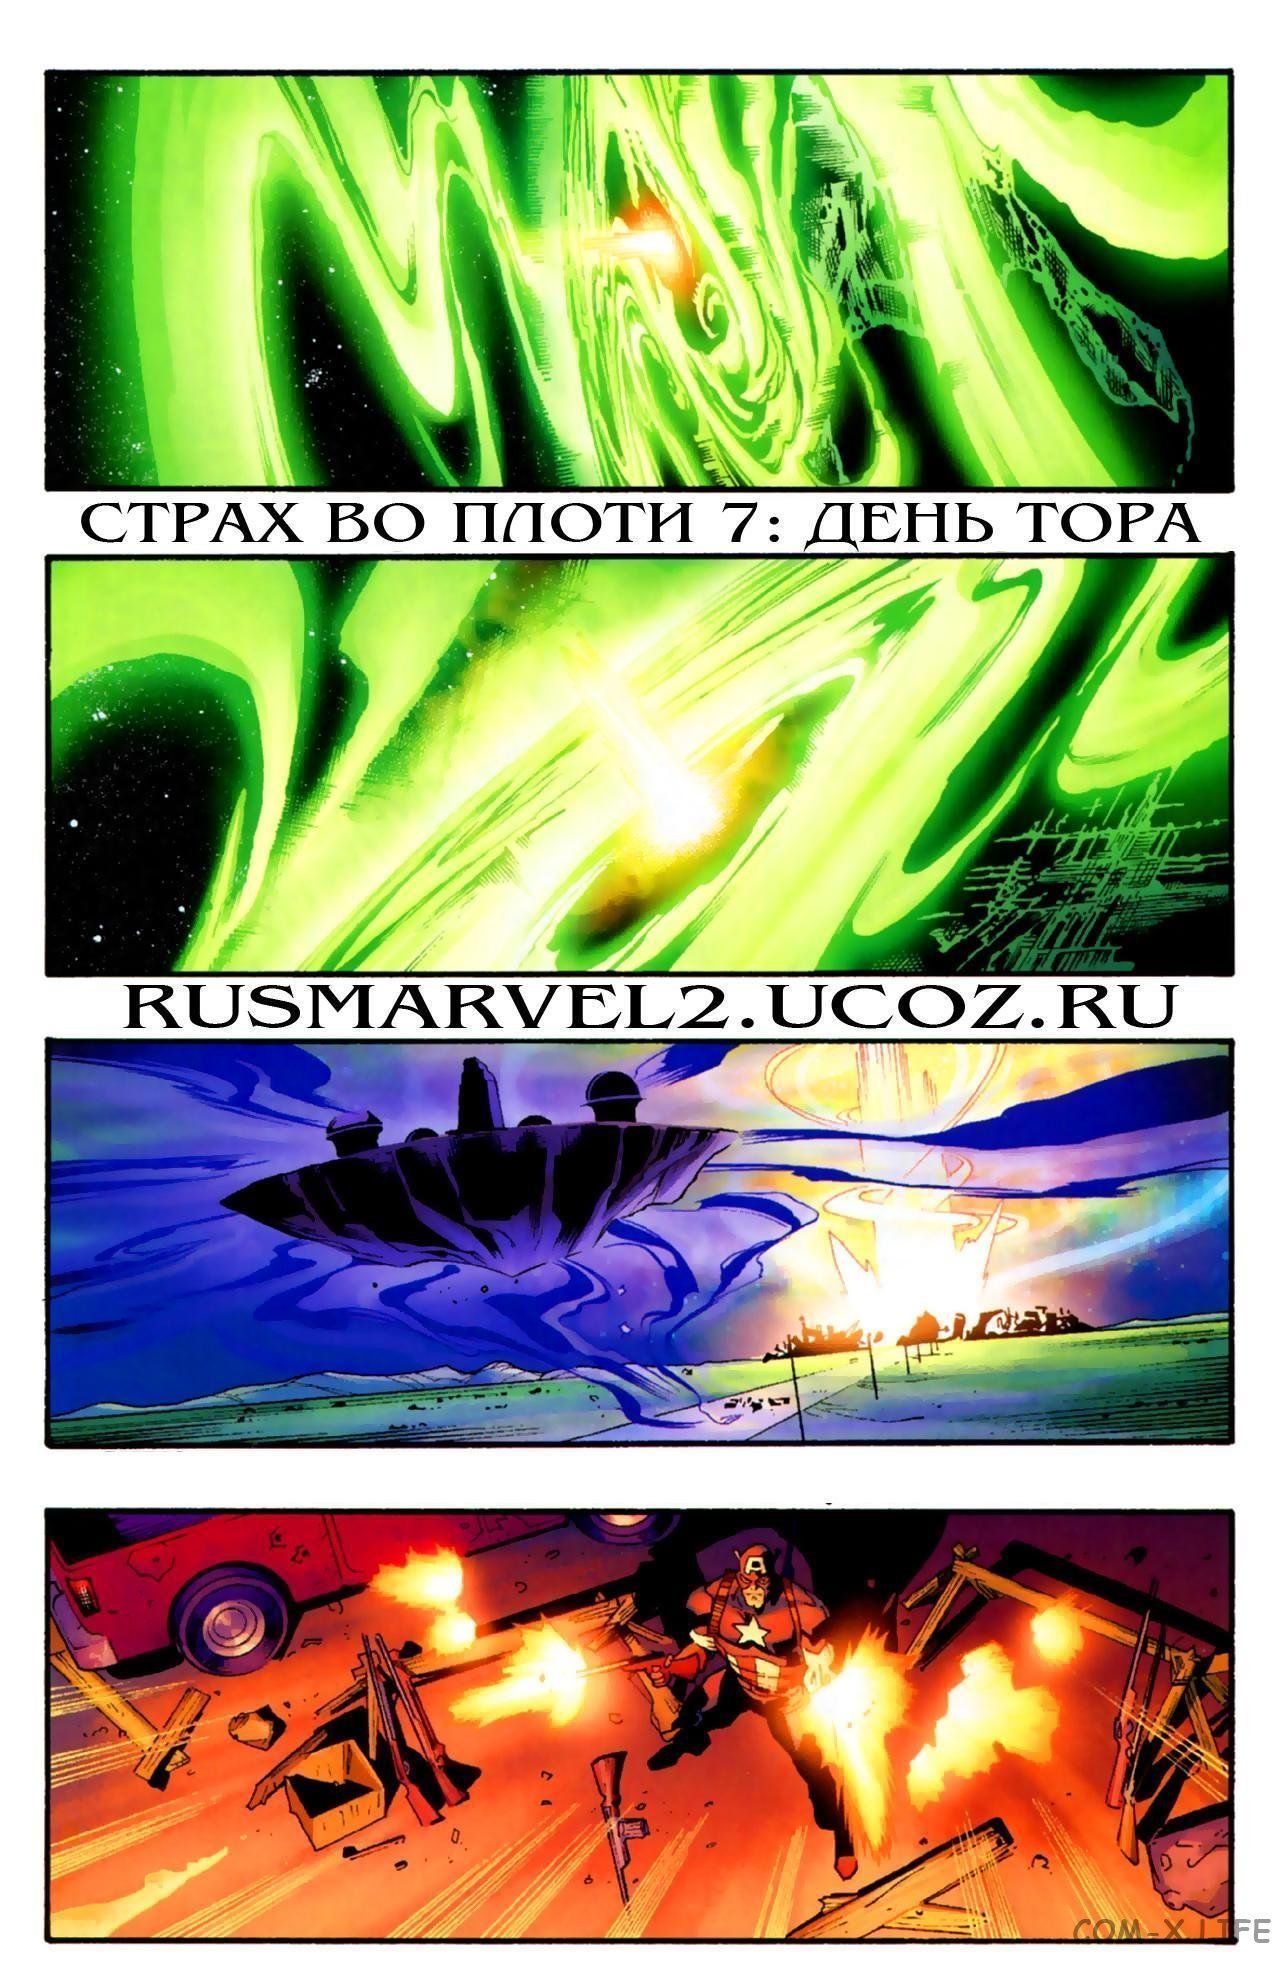 СТРАХ ВО ПЛОТИ 7: ДЕНЬ ТОРА
RUSMARVEL2.UCOZ.RU
A
COM-X.LIFE